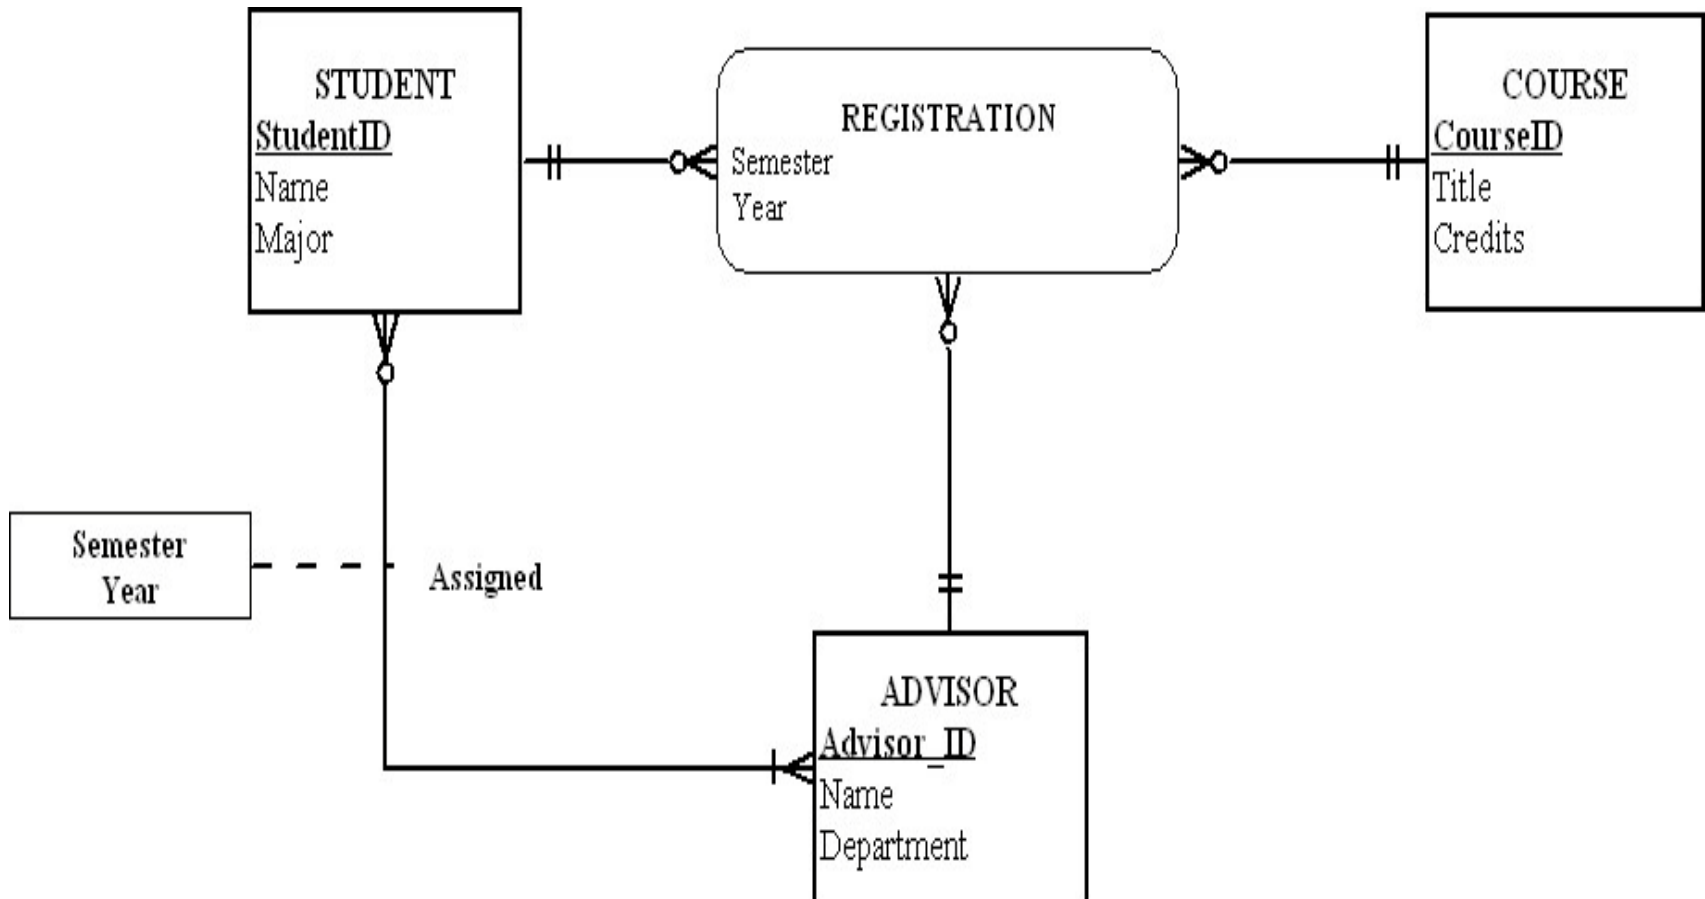 STUDENT
StudentID
Name
Major
REGISTRATION
Semester
Year
COURSE
CourseID
Title
Credits
Semester
Year
Assigned
ADVISOR
Advisor_ID
Name
Department